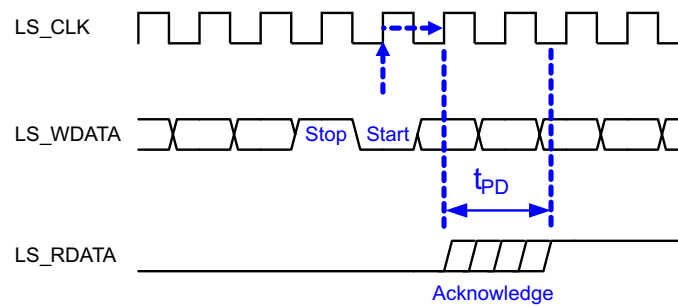 LS_CLK
LS_WDATA
Stop
Start
tPD
LS_RDATA
Acknowledge